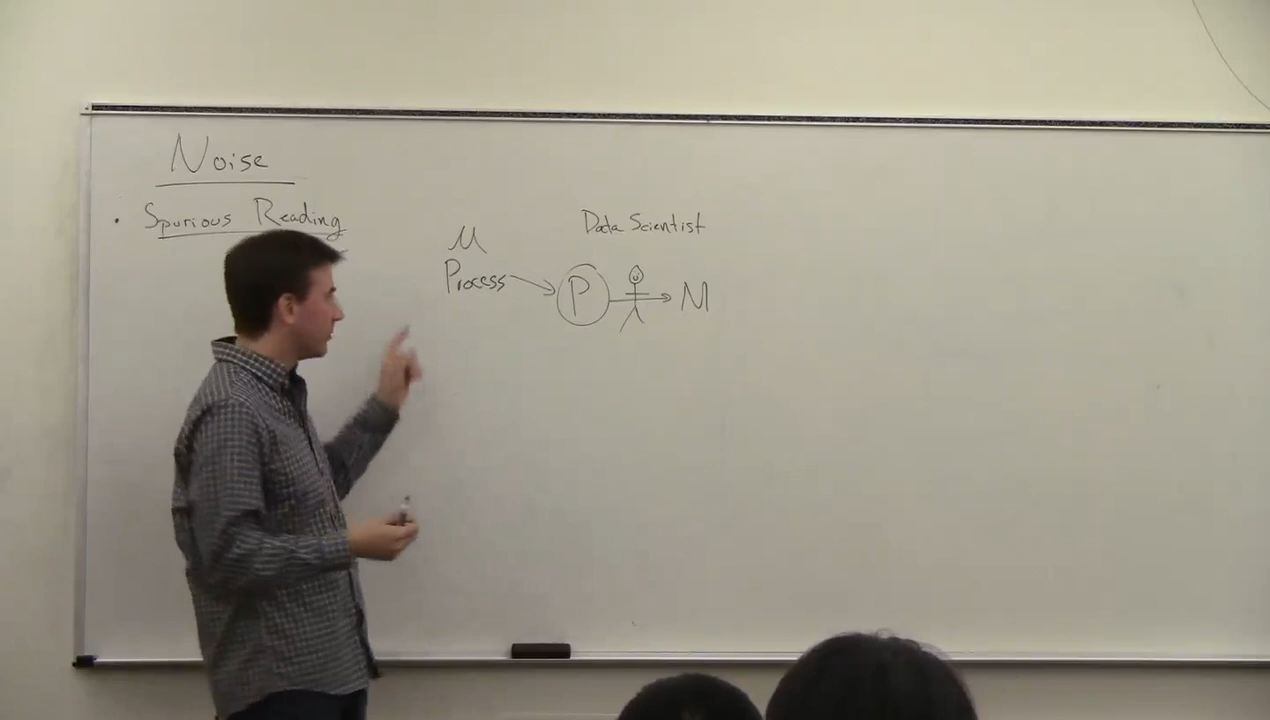 Noise
• Spurious Reading
Data Scientist
M
Process
P
M